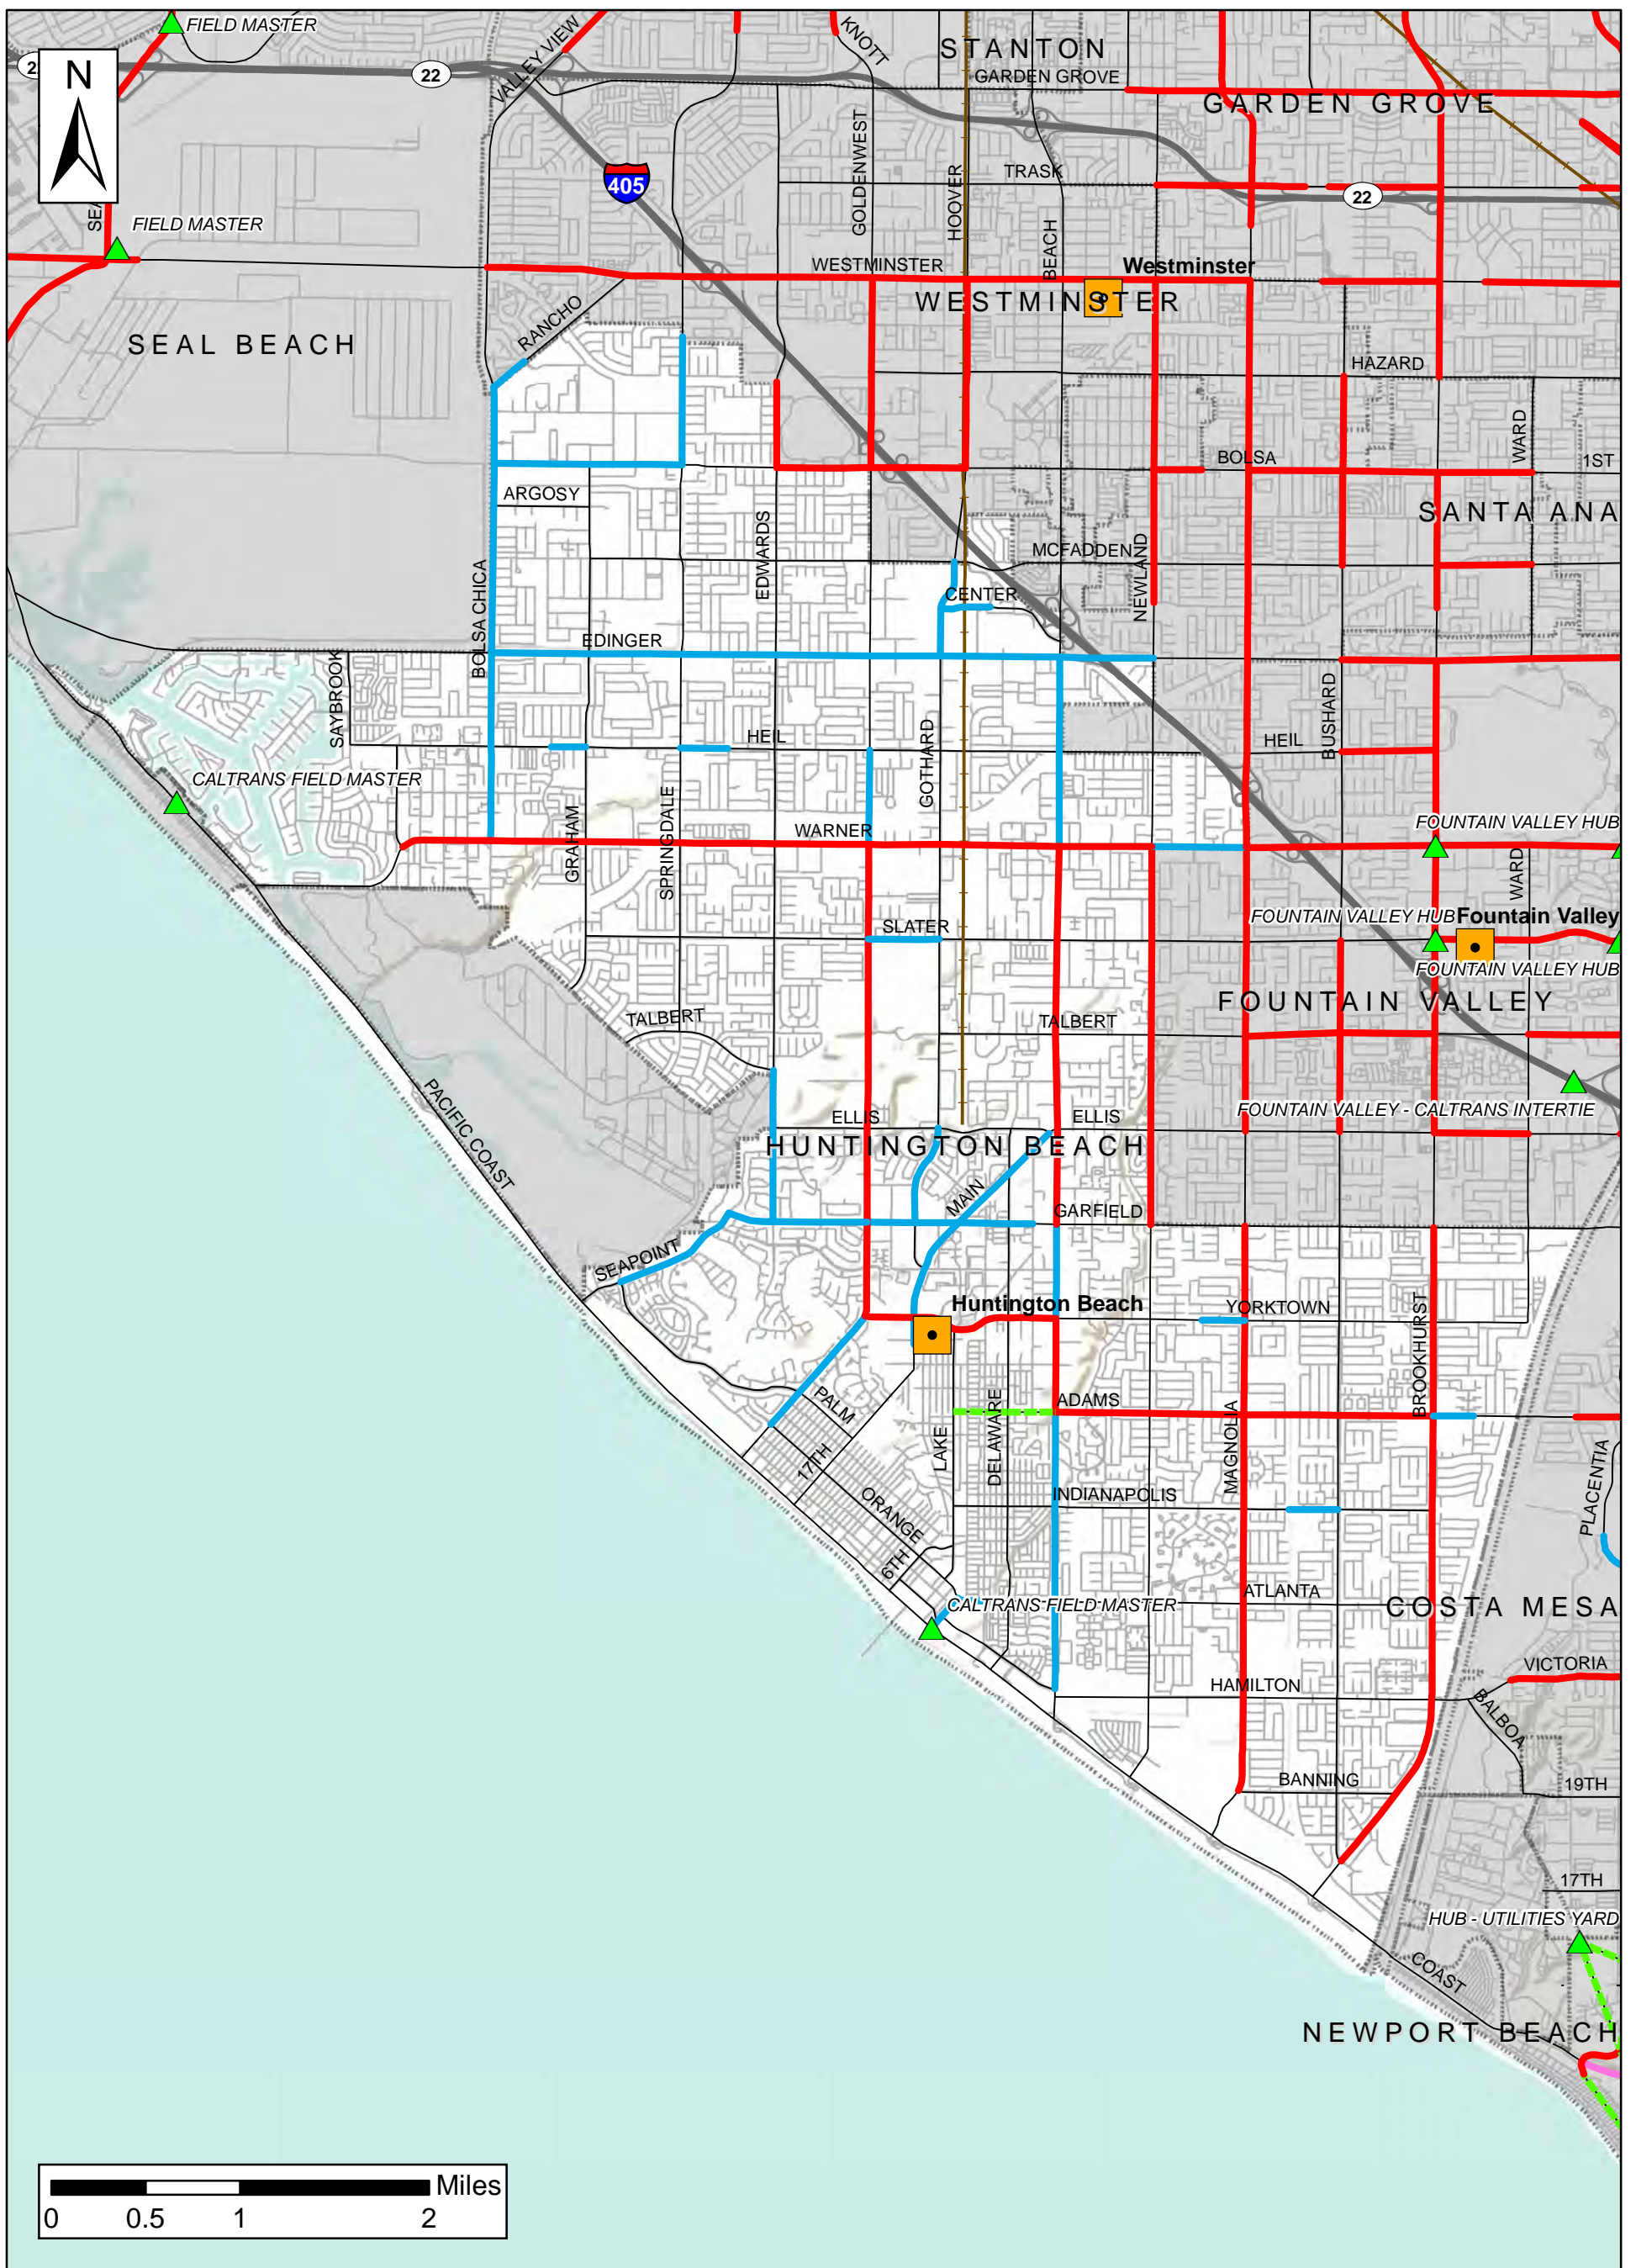 FIELD MASTER
VALLEY VIEW
KNOTT
STANTON
GARDEN GROVE
22
N
22
GARDEN GROVE
405
GOLDENWEST
HOOVER
TRASK
BEACH
22
FIELD MASTER
WESTMINSTER
Westminster
WESTMINSTER
RANCHO
SEAL BEACH
HAZARD
WARD
BOLSA
1ST
ARGOSY
SANTA ANA
EDWARDS
MCFADDEN
NEWLAND
BOLSA CHICA
CENTER
EDINGER
SAYBROOK
BUSHARD
GOTHARD
HEIL
HEIL
CALTRANS FIELD MASTER
GRAHAM
SPRINGDALE
WARNER
FOUNTAIN VALLEY HUB
WARD
SLATER
FOUNTAIN VALLEY HUB
Fountain Valley
FOUNTAIN VALLEY HUB
FOUNTAIN VALLEY
TALBERT
TALBERT
PACIFIC COAST
ELLIS
ELLIS
FOUNTAIN VALLEY - CALTRANS INTERTIE
HUNTINGTON BEACH
MAIN
GARFIELD
SEAPOINT
Huntington Beach
YORKTOWN
BROOKHURST
PALM
DELAWARE
ADAMS
LAKE
MAGNOLIA
17TH
PLACENTIA
ORANGE
INDIANAPOLIS
6TH
ATLANTA
CALTRANS FIELD MASTER
COSTA MESA
VICTORIA
HAMILTON
BALBOA
BANNING
19TH
17TH
HUB - UTILITIES YARD
COAST
NEWPORT BEACH
Miles
0 0.5 1 2